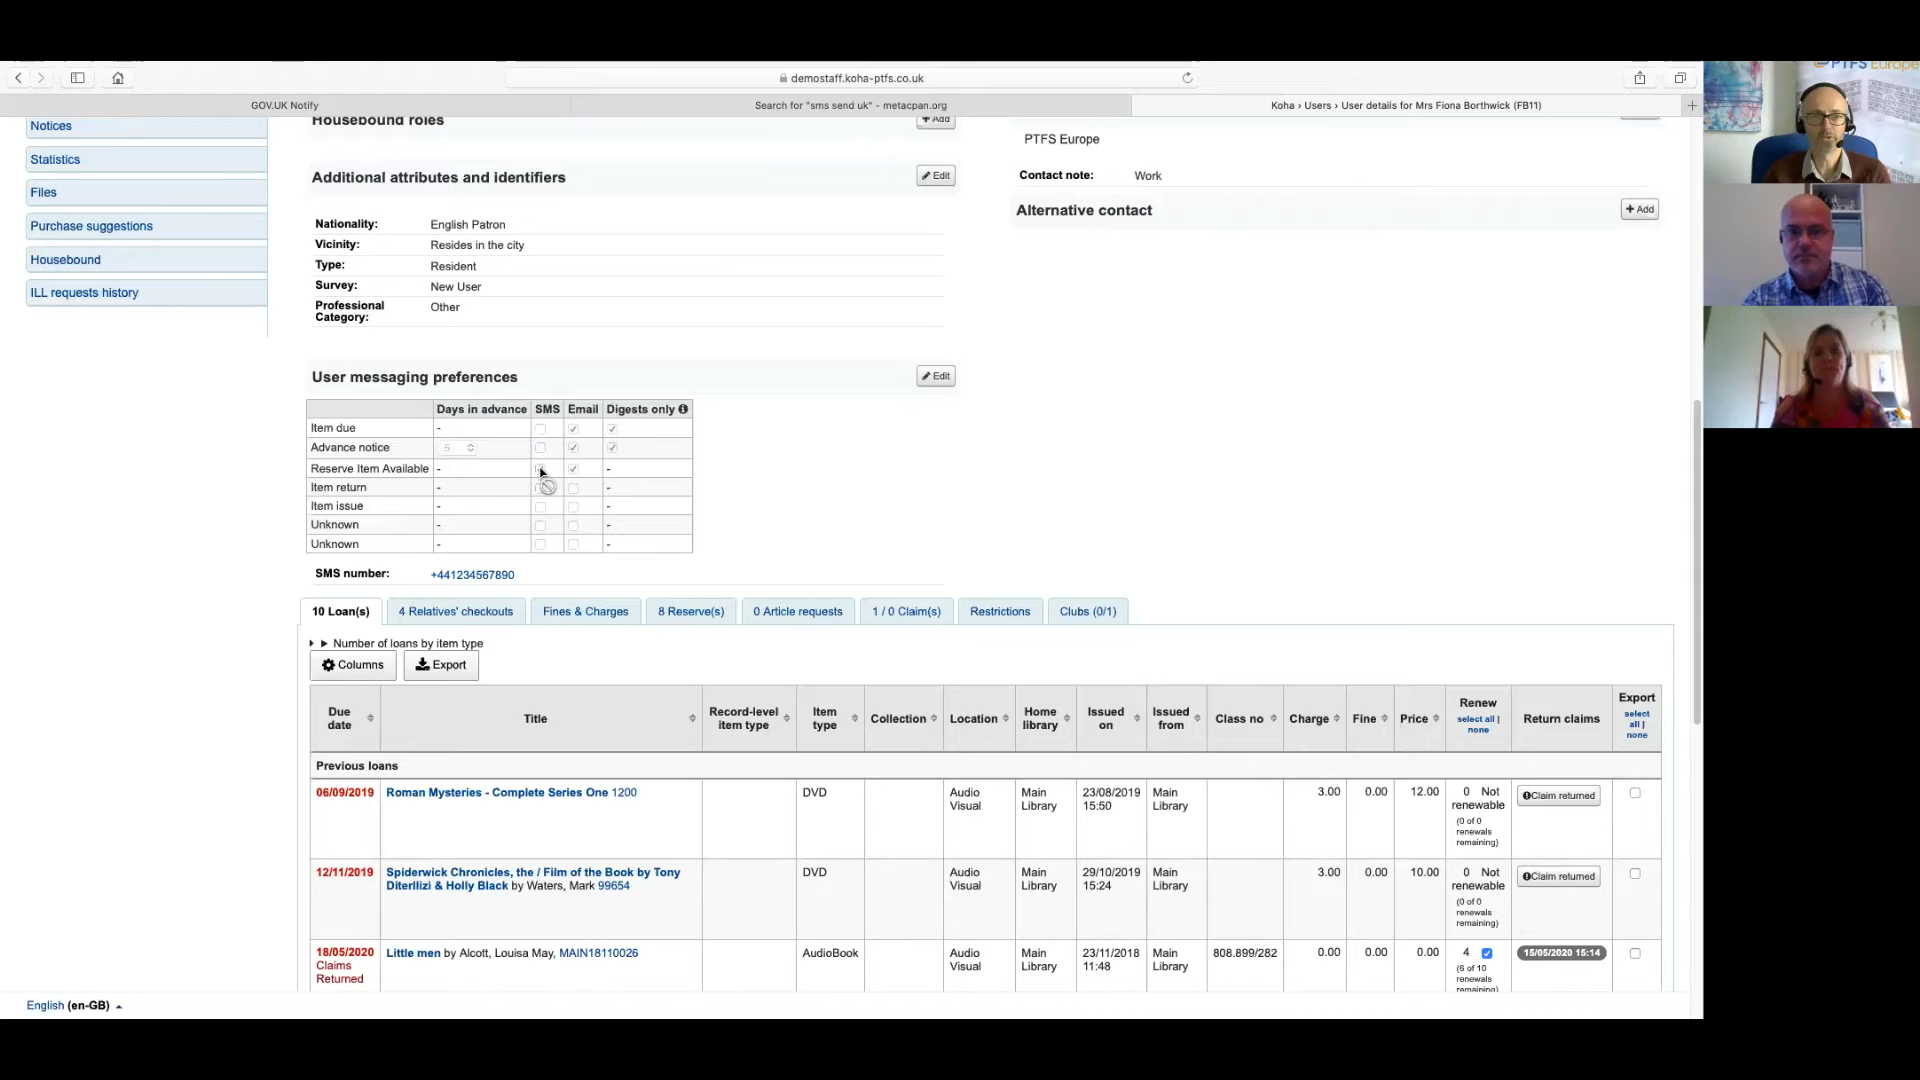 PTFS Europe
demostaff.koha-ptfs.co.uk
GOV.UK Notify
Search for "sms send uk" - metacpan.org
Koha › Users › User details for Mrs Fiona Borthwick (FB11)
Notices
Statistics
Files
Purchase suggestions
Housebound
ILL requests history
Housebound roles
Add
Additional attributes and identifiers
Edit
Nationality: English Patron
Vicinity: Resides in the city
Type: Resident
Survey: New User
Professional Category: Other
PTFS Europe
Contact note: Work
Alternative contact
Add
User messaging preferences
Edit
Days in advance SMS Email Digests only
Item due -
Advance notice 5
Reserve Item Available - -
Item return - -
Item issue - -
Unknown - -
Unknown - -
SMS number: +441234567890
10 Loan(s) 4 Relatives' checkouts Fines & Charges 8 Reserve(s) 0 Article requests 1 / 0 Claim(s) Restrictions Clubs (0/1)
Number of loans by item type
Columns Export
Due date Title Record-level item type Item type Collection Location Home library Issued on Issued from Class no Charge Fine Price Renew select all | none Return claims Export select all | none
Previous loans
06/09/2019 Roman Mysteries - Complete Series One 1200 DVD Audio Visual Main Library 23/08/2019 15:50 Main Library 3.00 0.00 12.00 0 Not renewable (0 of 0 renewals remaining) Claim returned
12/11/2019 Spiderwick Chronicles, the / Film of the Book by Tony Diterllizi & Holly Black by Waters, Mark 99654 DVD Audio Visual Main Library 29/10/2019 15:24 Main Library 3.00 0.00 10.00 0 Not renewable (0 of 0 renewals remaining) Claim returned
18/05/2020 Claims Returned Little men by Alcott, Louisa May, MAIN18110026 AudioBook Audio Visual Main Library 23/11/2018 11:48 Main Library 808.899/282 0.00 0.00 0.00 4 (6 of 10 renewals remaining) 15/05/2020 15:14
English (en-GB)